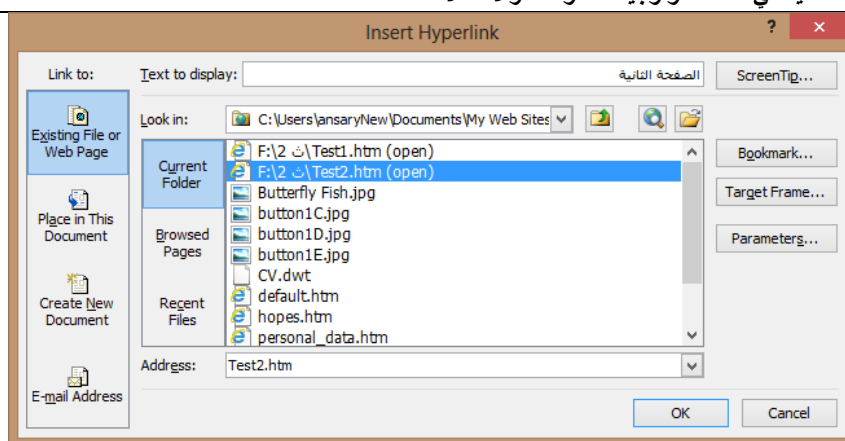 Insert Hyperlink
?
×
Link to:
Text to display:
الصفحة الثانية
ScreenTip...
Existing File or
Web Page
Look in:
C:\Users\ansaryNew\Documents\My Web Sites
Current
Folder
F:\2 ث\Test1.htm (open)
F:\2 ث\Test2.htm (open)
Butterfly Fish.jpg
button1C.jpg
button1D.jpg
button1E.jpg
CV.dwt
default.htm
hopes.htm
personal_data.htm
Bookmark...
Target Frame...
Parameters...
Place in This
Document
Browsed
Pages
Create New
Document
Recent
Files
E-mail Address
Address:
Test2.htm
OK
Cancel